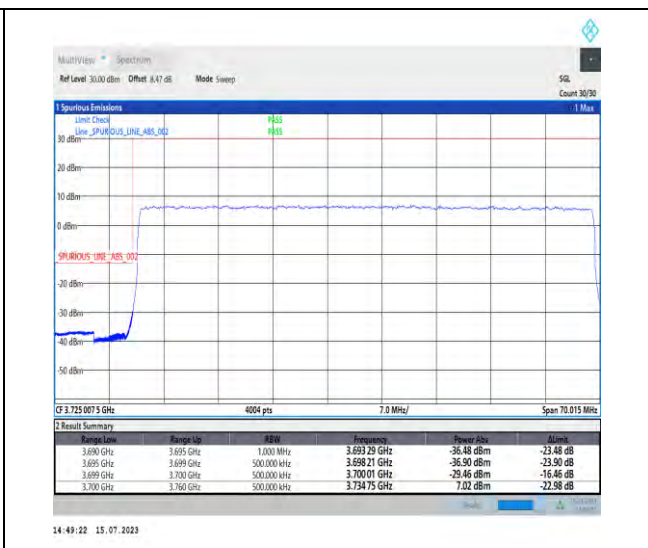 MultiView Spectrum
Ref Level 30.00 dBm Offset 8.47 dB Mode Sweep SGL
Count 30/30
1 Spurious Emissions 1 Max
Limit Check PASS
Line _SPURIOUS_LINE_ABS_002 PASS
30 dBm
20 dBm
10 dBm
0 dBm
SPURIOUS_LINE_ABS_002
-20 dBm
-30 dBm
-40 dBm
-50 dBm
CF 3.725 007 5 GHz 4004 pts 7.0 MHz/ Span 70.015 MHz
2 Result Summary
Range Low Range Up RBW Frequency Power Abs ΔLimit
3.690 GHz 3.695 GHz 1.000 MHz 3.693 29 GHz -36.48 dBm -23.48 dB
3.695 GHz 3.699 GHz 500.000 kHz 3.698 21 GHz -36.90 dBm -23.90 dB
3.699 GHz 3.700 GHz 500.000 kHz 3.700 01 GHz -29.46 dBm -16.46 dB
3.700 GHz 3.760 GHz 500.000 kHz 3.734 75 GHz 7.02 dBm -22.98 dB
Ready
14:49:22 15.07.2023